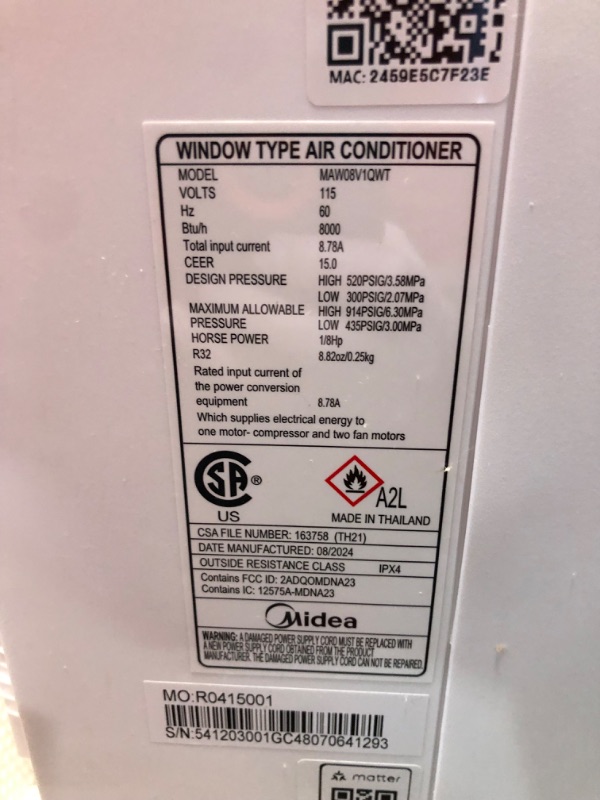 MAC: 2459E5C7F23E
WINDOW TYPE AIR CONDITIONER
MODEL MAW08V1QWT
VOLTS 115
Hz 60
Btu/h 8000
Total input current 8.78A
CEER 15.0
DESIGN PRESSURE HIGH 520PSIG/3.58MPa
LOW 300PSIG/2.07MPa
MAXIMUM ALLOWABLE HIGH 914PSIG/6.30MPa
PRESSURE LOW 435PSIG/3.00MPa
HORSE POWER 1/8Hp
R32 8.82oz/0.25kg
Rated input current of
the power conversion
equipment 8.78A
Which supplies electrical energy to
one motor- compressor and two fan motors
SA ®
US
A2L
MADE IN THAILAND
CSA FILE NUMBER: 163758 (TH21)
DATE MANUFACTURED: 08/2024
OUTSIDE RESISTANCE CLASS IPX4
Contains FCC ID: 2ADQOMDNA23
Contains IC: 12575A-MDNA23
Midea
WARNING: A DAMAGED POWER SUPPLY CORD MUST BE REPLACED WITH
A NEW POWER SUPPLY CORD OBTAINED FROM THE PRODUCT
MANUFACTURER. THE DAMAGED POWER SUPPLY CORD CAN NOT BE REPAIRED.
MO:R0415001
S/N:541203001GC48070641293
matter